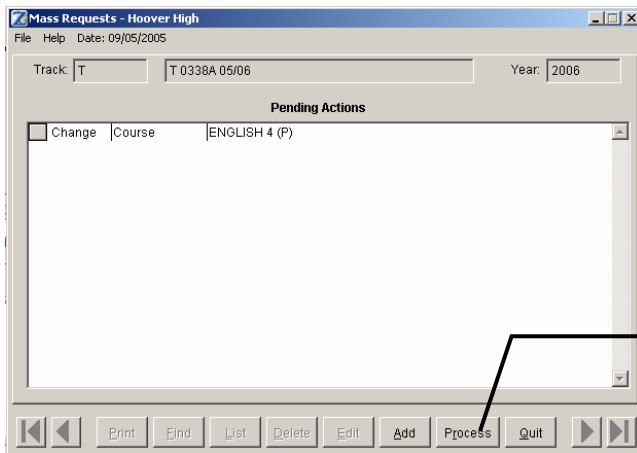 Mass Requests - Hoover High
File Help Date: 09/05/2005
Track: T T 0338A 05/06 Year: 2006
Pending Actions
Change Course ENGLISH 4 (P)
Print Find List Delete Edit Add Process Quit